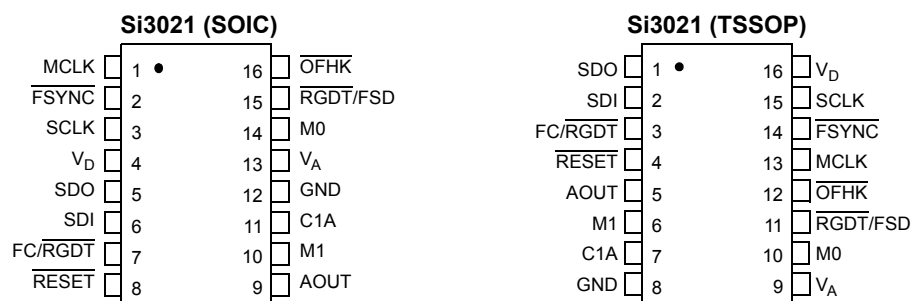 Si3021 (SOIC)
MCLK 1 16 OFHK
FSYNC 2 15 RGDT/FSD
SCLK 3 14 M0
VD 4 13 VA
SDO 5 12 GND
SDI 6 11 C1A
FC/RGDT 7 10 M1
RESET 8 9 AOUT
Si3021 (TSSOP)
SDO 1 16 VD
SDI 2 15 SCLK
FC/RGDT 3 14 FSYNC
RESET 4 13 MCLK
AOUT 5 12 OFHK
M1 6 11 RGDT/FSD
C1A 7 10 M0
GND 8 9 VA